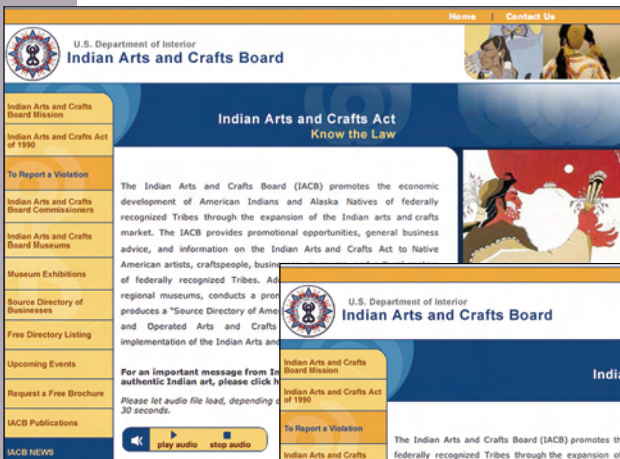 Home | Contact Us
U.S. Department of Interior
Indian Arts and Crafts Board
Indian Arts and Crafts
Board Mission
Indian Arts and Crafts Act
of 1990
To Report a Violation
Indian Arts and Crafts
Board Commissioners
Indian Arts and Crafts
Board Museums
Museum Exhibitions
Source Directory of
Businesses
Free Directory Listing
Upcoming Events
Request a Free Brochure
IACB Publications
IACB NEWS
Indian Arts and Crafts Act
Know the Law
The Indian Arts and Crafts Board (IACB) promotes the economic
development of American Indians and Alaska Natives of federally
recognized Tribes through the expansion of the Indian arts and crafts
market. The IACB provides promotional opportunities, general business
advice, and information on the Indian Arts and Crafts Act to Native
American artists, craftspeople,
of federally recognized Tribes.
regional museums, conducts a
produces a "Source Directory of
and Operated Arts and Crafts
implementation of the Indian Arts
For an important message from
authentic Indian art, please click
Please let audio file load, depending
30 seconds.
play audio stop audio
U.S. Department of Interior
Indian Arts and Crafts Board
Indian Arts and Crafts
Board Mission
Indian Arts and Crafts Act
of 1990
To Report a Violation
Indian Arts and Crafts
The Indian Arts and Crafts Board (IACB) promotes
federally recognized Tribes through the expansion of